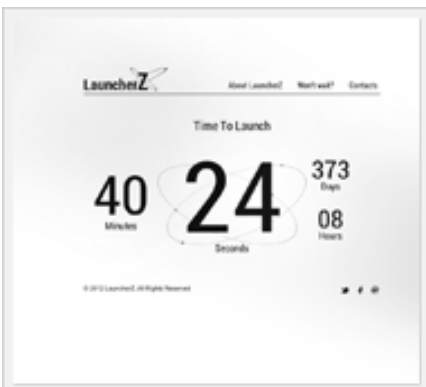 LauncherZ
About LauncherZ Won't wait? Contacts
Time To Launch
373
Days
40
Minutes
24
Seconds
08
Hours
© 2012 LauncherZ. All Rights Reserved